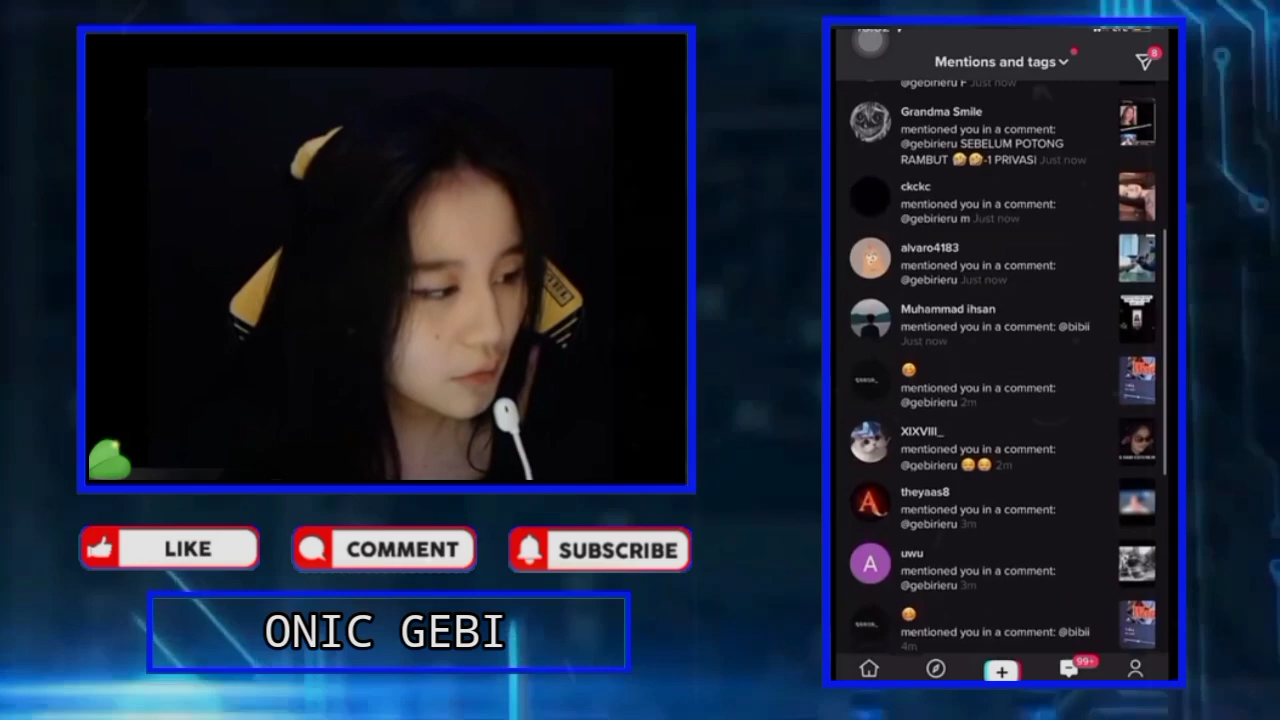 LIKE
COMMENT
SUBSCRIBE
ONIC GEBI
Mentions and tags
8
@gebirieru F Just now
Grandma Smile
mentioned you in a comment:
@gebirieru SEBELUM POTONG
RAMBUT 🤣🤣-1 PRIVASI Just now
ckckc
mentioned you in a comment:
@gebirieru m Just now
alvaro4183
mentioned you in a comment:
@gebirieru Just now
Muhammad ihsan
mentioned you in a comment: @bibii
Just now
mentioned you in a comment:
@gebirieru 2m
XIXVIII_
mentioned you in a comment:
@gebirieru 😁😁 2m
theyaas8
mentioned you in a comment:
@gebirieru 3m
A
uwu
mentioned you in a comment:
@gebirieru 3m
mentioned you in a comment: @bibii
4m
99+